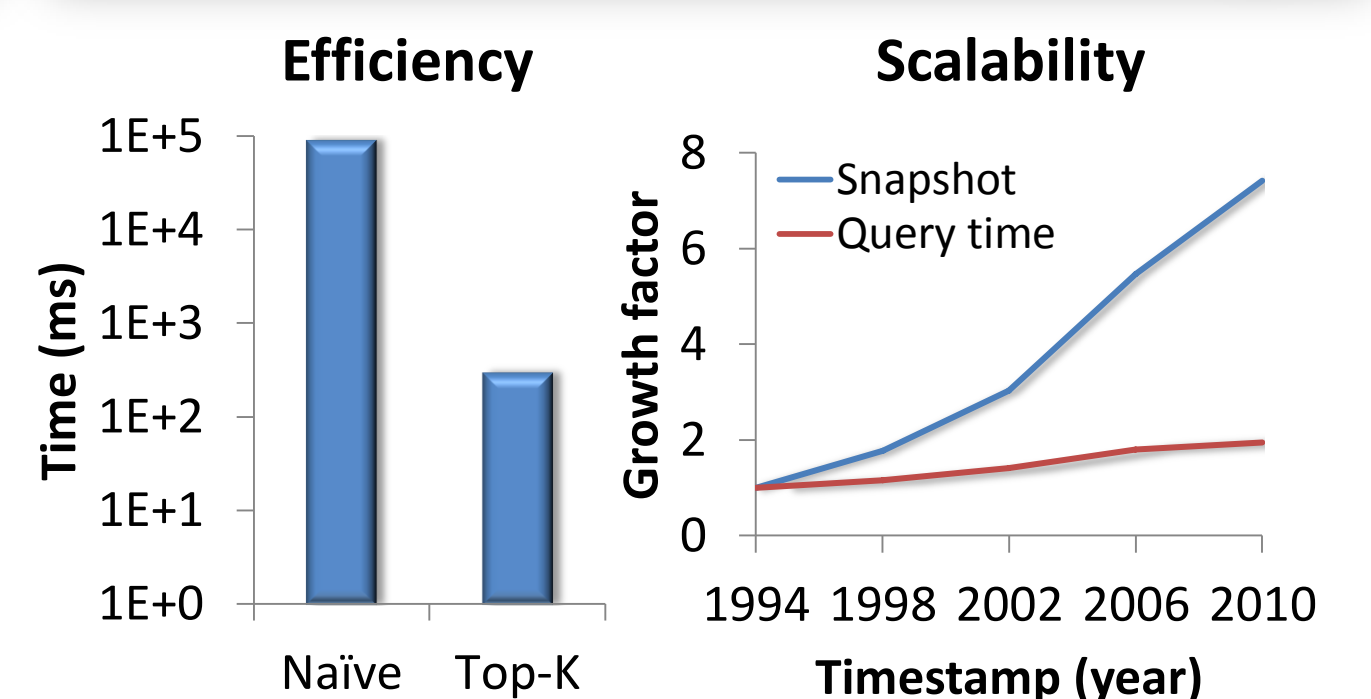 Efficiency
Time (ms)
1E+5
1E+4
1E+3
1E+2
1E+1
1E+0
Naïve Top-K
Scalability
Growth factor
8
6
4
2
0
Snapshot
Query time
1994 1998 2002 2006 2010
Timestamp (year)